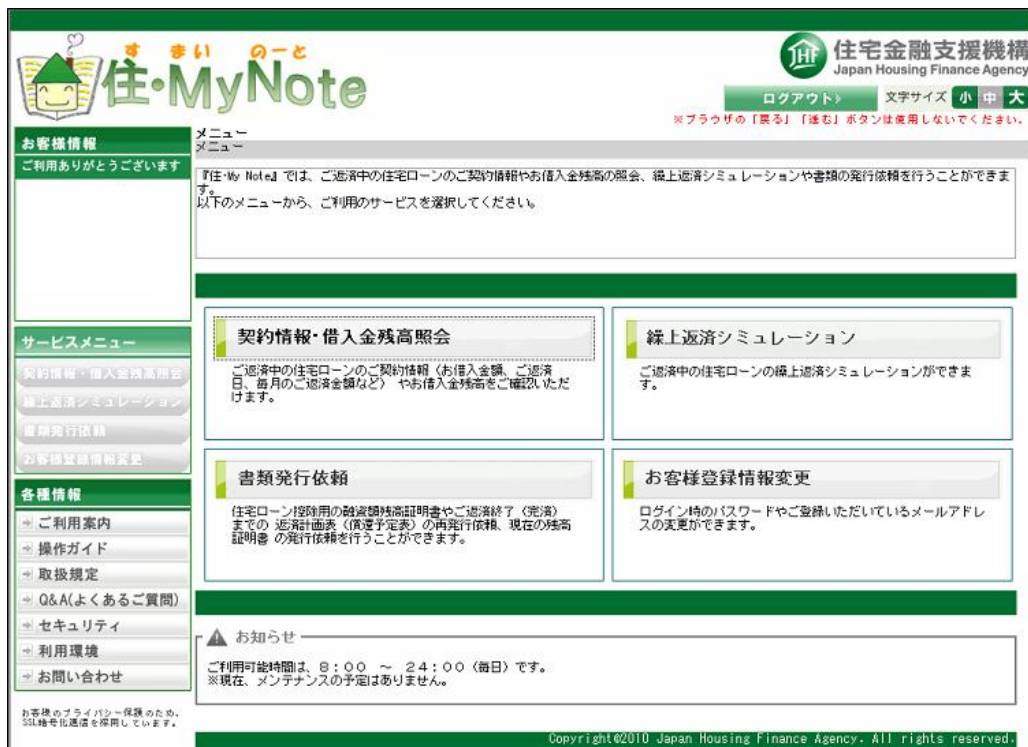 すまいのーと
住・MyNote
JHF
住宅金融支援機構
Japan Housing Finance Agency
ログアウト
文字サイズ 小 中 大
※ブラウザの「戻る」「進む」ボタンは使用しないでください。
お客様情報
ご利用ありがとうございます
メニュー
メニュー
『住・My Note』では、ご返済中の住宅ローンのご契約情報やお借入金残高の照会、繰上返済シミュレーションや書類の発行依頼を行うことができま
す。
以下のメニューから、ご利用のサービスを選択してください。
サービスメニュー
契約情報・借入金残高照会
繰上返済シミュレーション
書類発行依頼
お客様登録情報変更
契約情報・借入金残高照会
ご返済中の住宅ローンのご契約情報（お借入金額、ご返済
日、毎月のご返済金額など） やお借入金残高をご確認いただ
けます。
繰上返済シミュレーション
ご返済中の住宅ローンの繰上返済シミュレーションができま
す。
書類発行依頼
住宅ローン控除用の融資額残高証明書やご返済終了（完済）
までの 返済計画表（償還予定表）の再発行依頼、現在の残高
証明書 の発行依頼を行うことができます。
お客様登録情報変更
ログイン時のパスワードやご登録いただいているメールアドレ
スの変更ができます。
各種情報
ご利用案内
操作ガイド
取扱規定
Q&A(よくあるご質問)
セキュリティ
利用環境
お問い合わせ
お客様のプライバシー保護のため、
SSL暗号化通信を採用しています。
お知らせ
ご利用可能時間は、８：００ ～ ２４：００（毎日）です。
※現在、メンテナンスの予定はありません。
Copyright©2010 Japan Housing Finance Agency. All rights reserved.